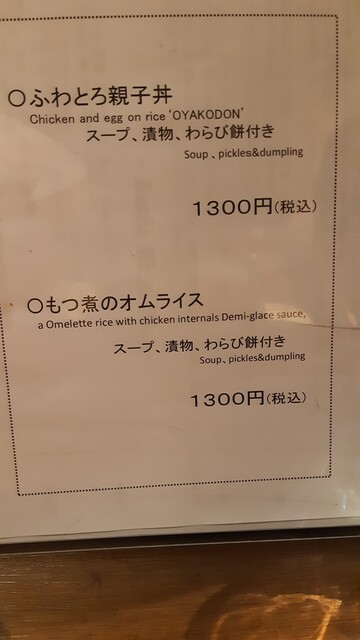 〇ふわとろ親子丼
Chicken and egg on rice 'OYAKODON'
スープ、漬物、わらび餅付き
Soup 、pickles&dumpling
1300円(税込)
〇もつ煮のオムライス
a Omelette rice with chicken internals Demi-glace sauce,
スープ、漬物、わらび餅付き
Soup、pickles&dumpling
1300円(税込)